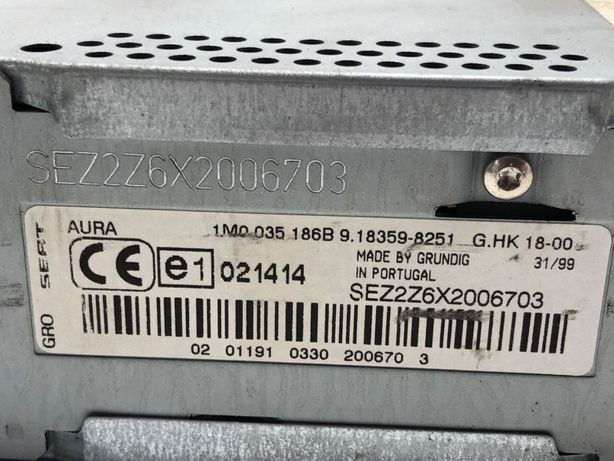 SEZ2Z6X2006703
AURA 1M0 035 186B 9.18359-8251 G.HK 18-00
CE e1 021414 MADE BY GRUNDIG 31/99
IN PORTUGAL
SEZ2Z6X2006703
GRO SEAT
02 01191 0330 200670 3